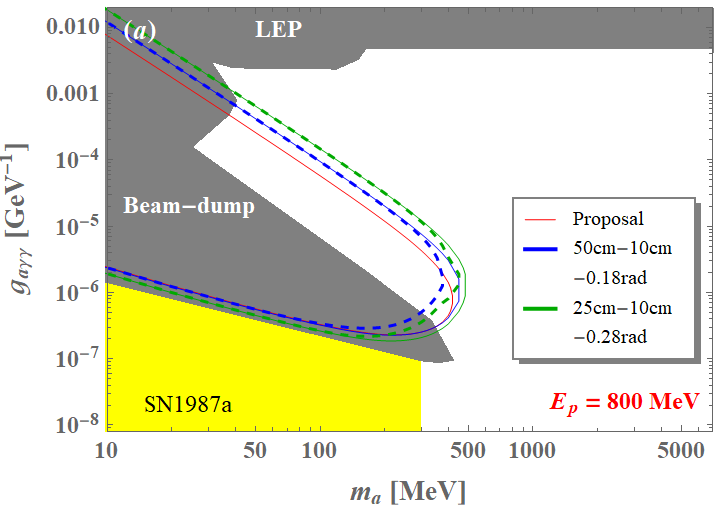 0.010
0.001
10⁻⁴
10⁻⁵
10⁻⁶
10⁻⁷
10⁻⁸
g_aγγ [GeV⁻¹]
(a)
LEP
Beam-dump
SN1987a
Proposal
50cm-10cm
-0.18rad
25cm-10cm
-0.28rad
E_p = 800 MeV
10 50 100 500 1000 5000
m_a [MeV]